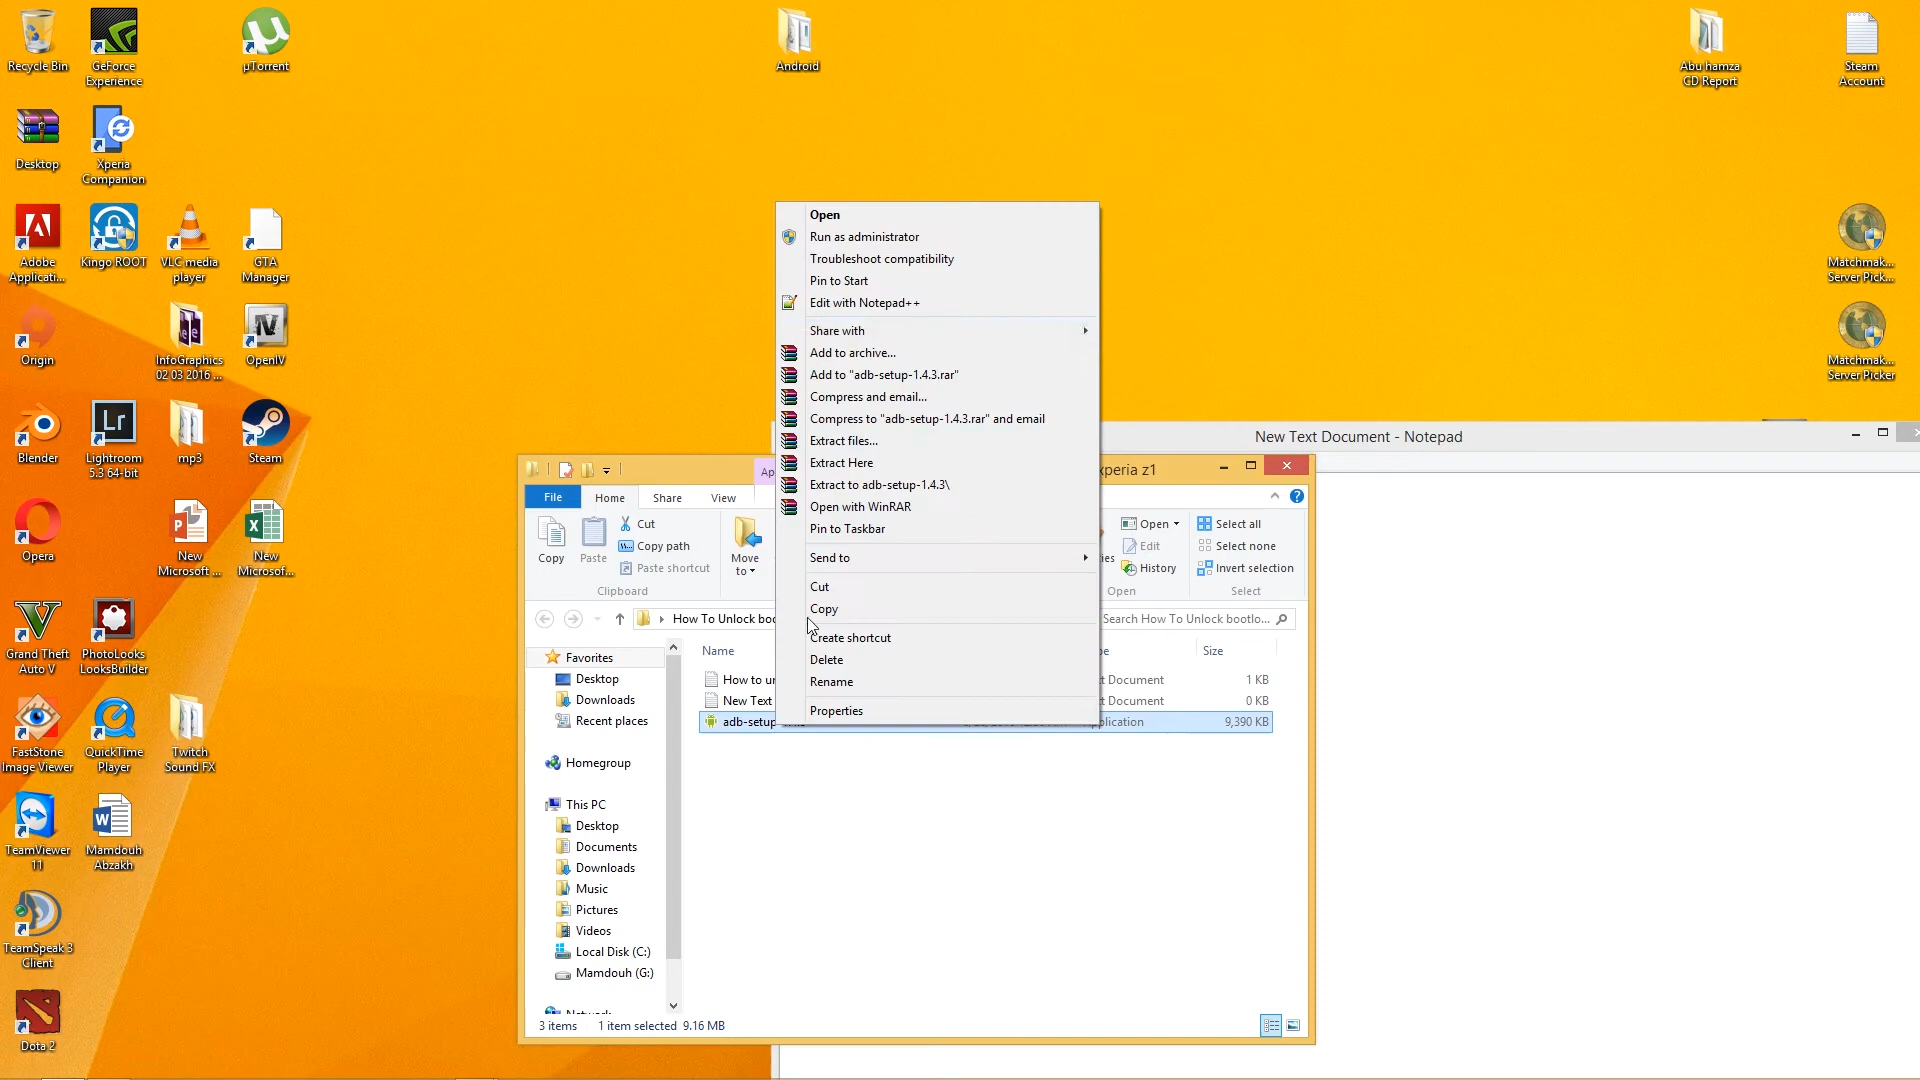 Recycle Bin
GeForce
Experience
µTorrent
Android
Abu hamza
CD Report
Steam
Account
Desktop
Xperia
Companion
Adobe
Applicati...
Kingo ROOT
VLC media
player
GTA
Manager
Matchmak...
Server Pick...
Origin
InfoGraphics
02 03 2016 ...
OpenIV
Matchmak...
Server Picker
Blender
Lightroom
5.3 64-bit
mp3
Steam
Opera
New
Microsoft ...
New
Microsof...
Grand Theft
Auto V
PhotoLooks
LooksBuilder
FastStone
Image Viewer
QuickTime
Player
Twitch
Sound FX
TeamViewer
11
Mamdouh
Abzakh
TeamSpeak 3
Client
Dota 2
Open
Run as administrator
Troubleshoot compatibility
Pin to Start
Edit with Notepad++
Share with
Add to archive...
Add to "adb-setup-1.4.3.rar"
Compress and email...
Compress to "adb-setup-1.4.3.rar" and email
Extract files...
Extract Here
Extract to adb-setup-1.4.3\
Open with WinRAR
Pin to Taskbar
Send to
Cut
Copy
Create shortcut
Delete
Rename
Properties
New Text Document - Notepad
xperia z1
File
Home
Share
View
Copy
Paste
Cut
Copy path
Paste shortcut
Clipboard
Move
to
Open
Edit
History
Open
Select all
Select none
Invert selection
Select
How To Unlock boo
Search How To Unlock bootlo...
Name
Size
How to un
Document
1 KB
New Text
Document
0 KB
adb-setup
plication
9,390 KB
Favorites
Desktop
Downloads
Recent places
Homegroup
This PC
Desktop
Documents
Downloads
Music
Pictures
Videos
Local Disk (C:)
Mamdouh (G:)
3 items 1 item selected 9.16 MB